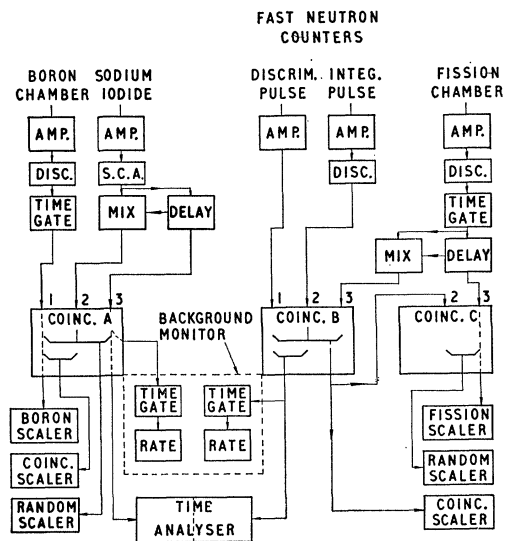 FAST NEUTRON
COUNTERS
BORON
CHAMBER
SODIUM
IODIDE
DISCRIM.
PULSE
INTEG.
PULSE
FISSION
CHAMBER
AMP.
AMP.
AMP.
AMP.
AMP.
DISC.
S.C.A.
DISC.
DISC.
TIME
GATE
MIX
DELAY
TIME
GATE
MIX
DELAY
1 2 3
COINC. A
BACKGROUND
MONITOR
1 2 3
COINC. B
2 3
COINC. C
TIME
GATE
TIME
GATE
RATE
RATE
BORON
SCALER
COINC.
SCALER
RANDOM
SCALER
TIME
ANALYSER
FISSION
SCALER
RANDOM
SCALER
COINC.
SCALER